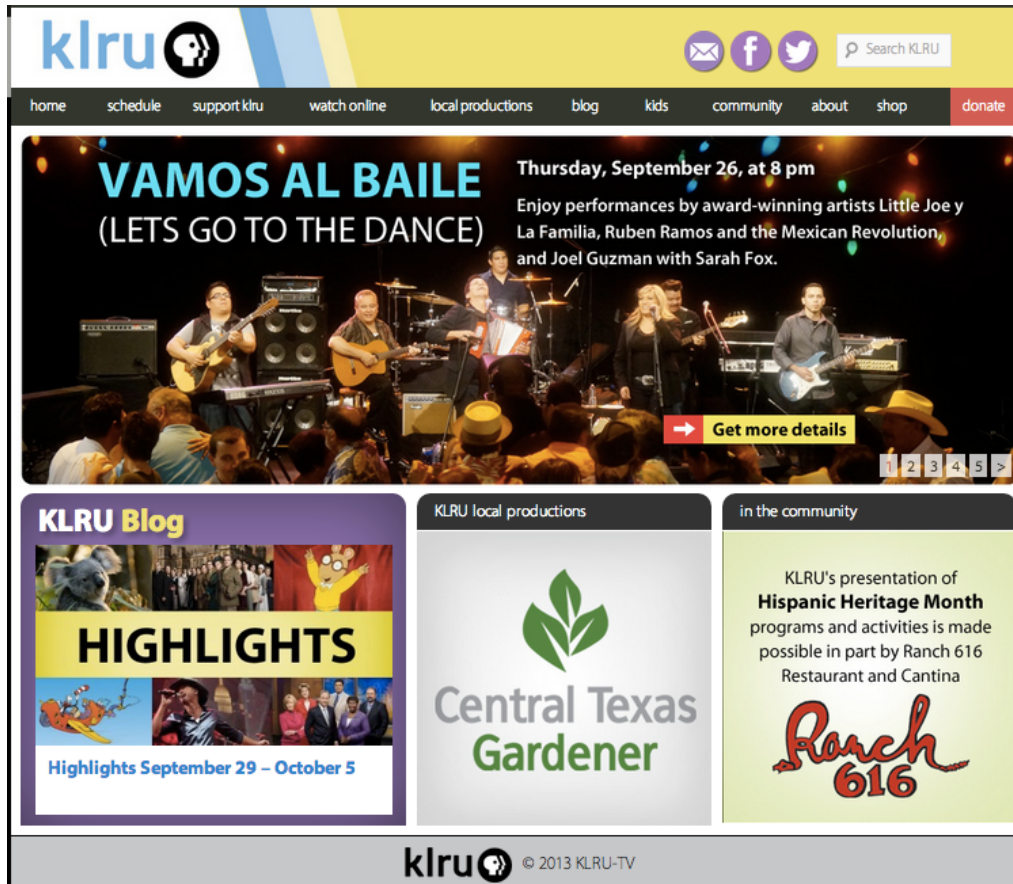 klru
Search KLRU
home schedule support klru watch online local productions blog kids community about shop donate
VAMOS AL BAILE
(LETS GO TO THE DANCE)
Thursday, September 26, at 8 pm
Enjoy performances by award-winning artists Little Joe y
La Familia, Ruben Ramos and the Mexican Revolution,
and Joel Guzman with Sarah Fox.
Get more details
1 2 3 4 5 >
KLRU Blog
HIGHLIGHTS
Highlights September 29 – October 5
KLRU local productions
Central Texas
Gardener
in the community
KLRU's presentation of
Hispanic Heritage Month
programs and activities is made
possible in part by Ranch 616
Restaurant and Cantina
Ranch
616
klru © 2013 KLRU-TV